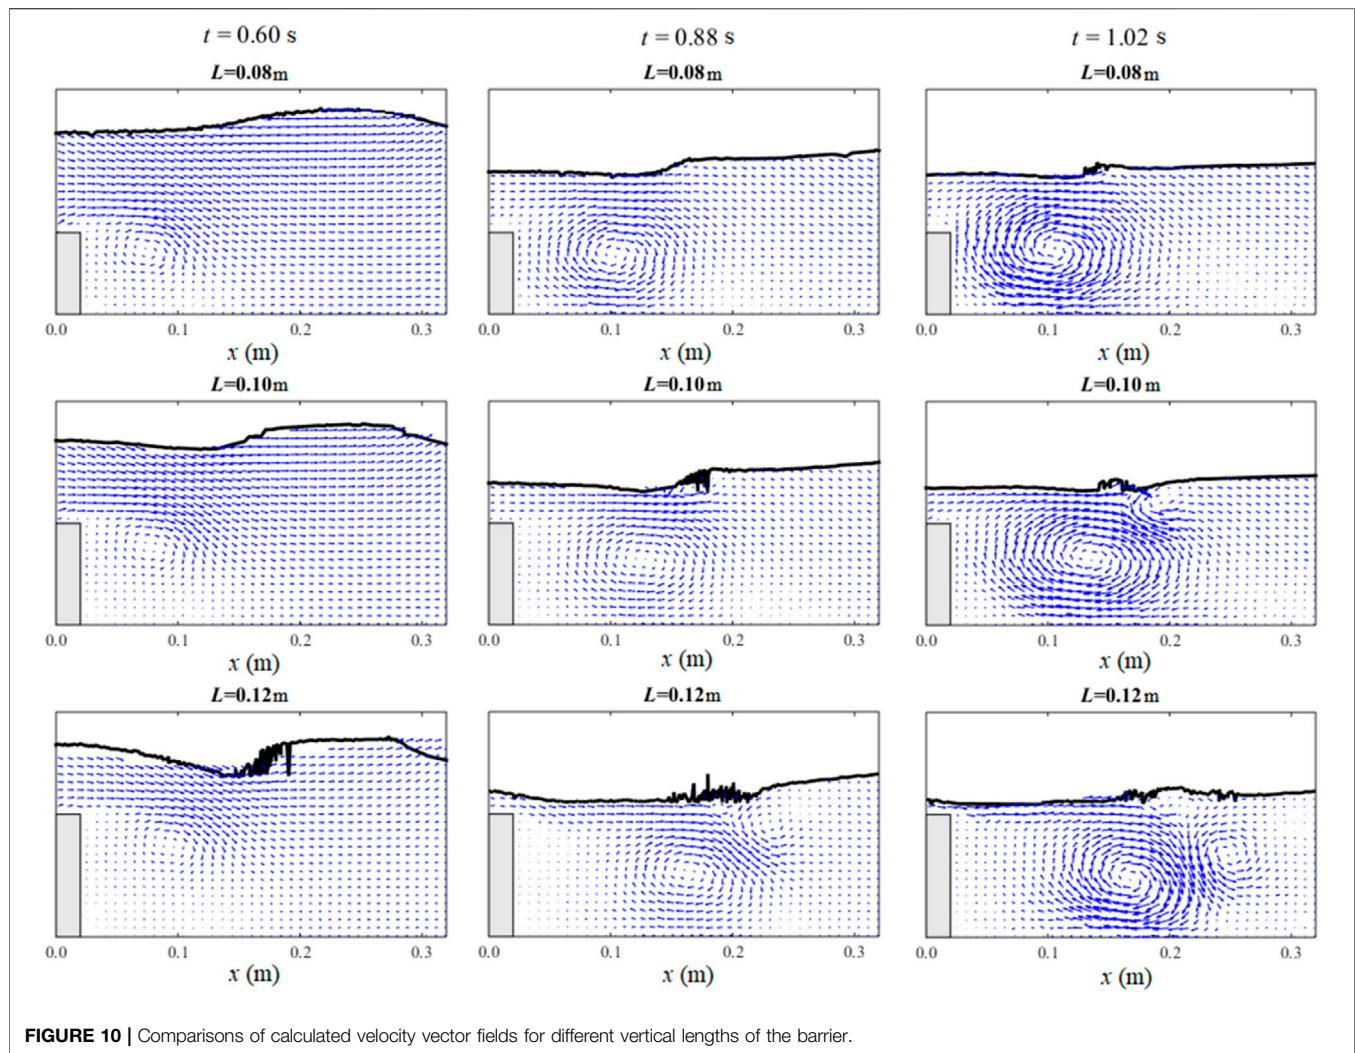 t = 0.60 s t = 0.88 s t = 1.02 s
L=0.08m L=0.08m L=0.08m
0.0 0.1 0.2 0.3 0.0 0.1 0.2 0.3 0.0 0.1 0.2 0.3
x (m) x (m) x (m)
L=0.10m L=0.10m L=0.10m
0.0 0.1 0.2 0.3 0.0 0.1 0.2 0.3 0.0 0.1 0.2 0.3
x (m) x (m) x (m)
L=0.12m L=0.12m L=0.12m
0.0 0.1 0.2 0.3 0.0 0.1 0.2 0.3 0.0 0.1 0.2 0.3
x (m) x (m) x (m)
FIGURE 10 | Comparisons of calculated velocity vector fields for different vertical lengths of the barrier.